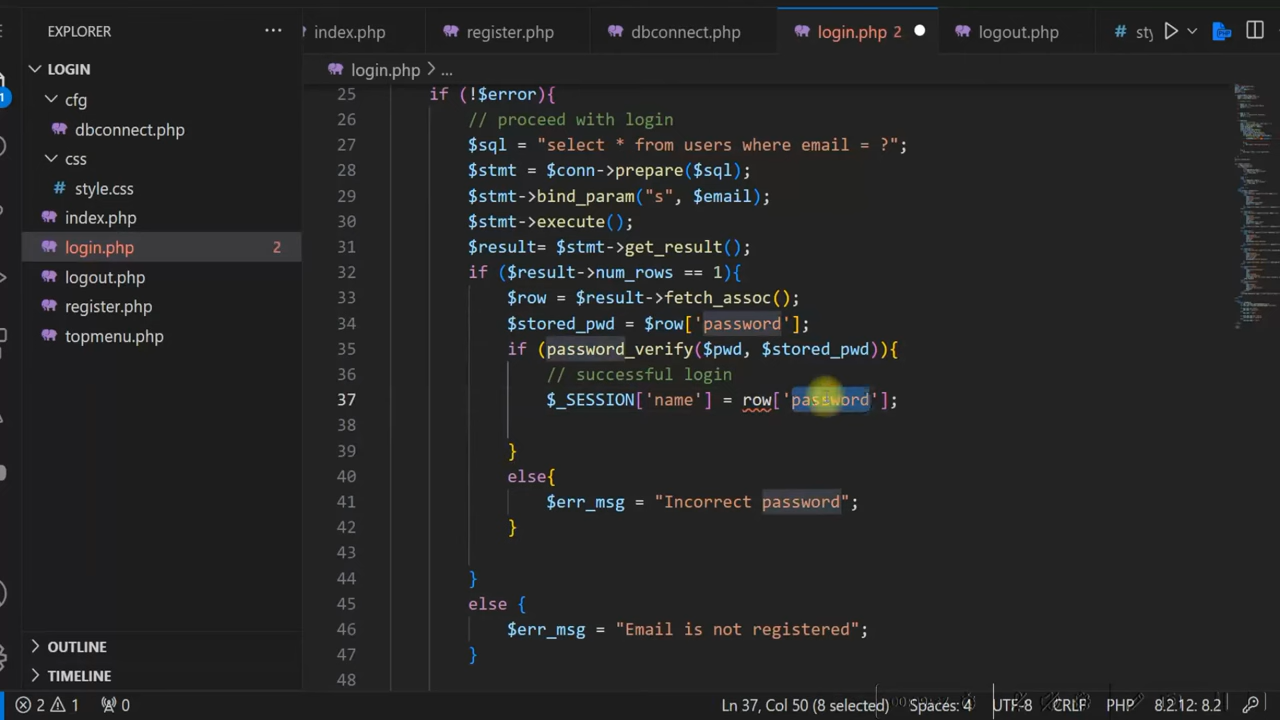 EXPLORER
...
index.php
register.php
dbconnect.php
login.php 2
logout.php
# sty
LOGIN
cfg
dbconnect.php
css
# style.css
index.php
login.php 2
logout.php
register.php
topmenu.php
OUTLINE
TIMELINE
1
login.php > ...
25 if (!$error){
26 // proceed with login
27 $sql = "select * from users where email = ?";
28 $stmt = $conn->prepare($sql);
29 $stmt->bind_param("s", $email);
30 $stmt->execute();
31 $result= $stmt->get_result();
32 if ($result->num_rows == 1){
33 $row = $result->fetch_assoc();
34 $stored_pwd = $row['password'];
35 if (password_verify($pwd, $stored_pwd)){
36 // successful login
37 $_SESSION['name'] = row['password'];
38
39 }
40 else{
41 $err_msg = "Incorrect password";
42 }
43
44 }
45 else {
46 $err_msg = "Email is not registered";
47 }
48
2 1 0 Ln 37, Col 50 (8 selected) Spaces: 4 UTF-8 CRLF PHP 8.2.12: 8.2